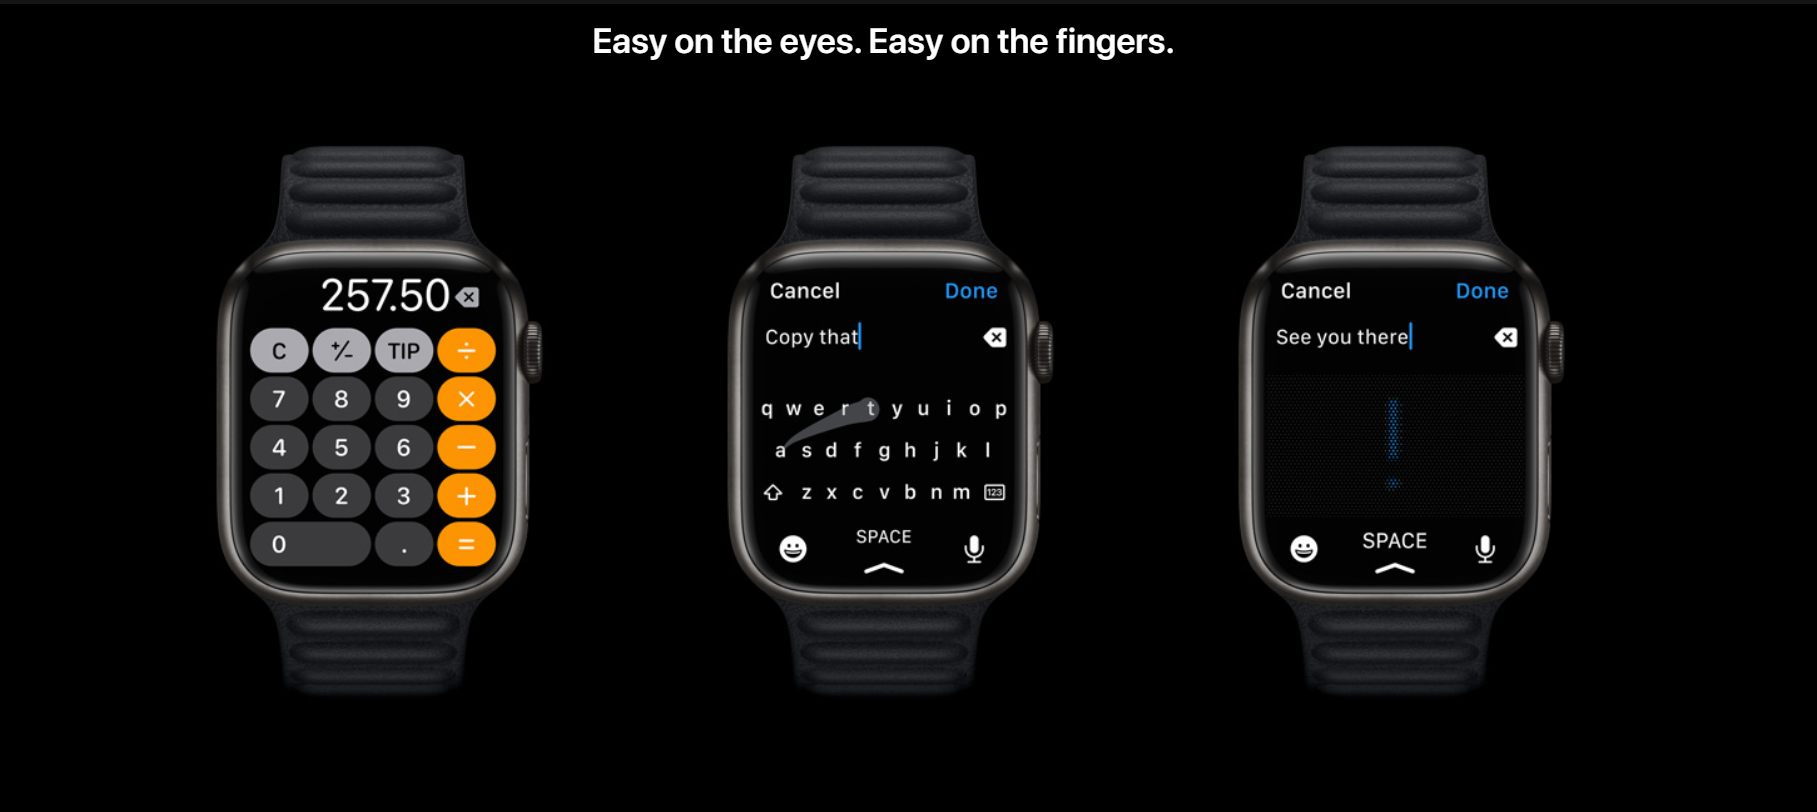 Easy on the eyes. Easy on the fingers.
257.50
C +/- TIP ÷
7 8 9 ×
4 5 6 −
1 2 3 +
0 . =
Cancel Done
Copy that
q w e r t y u i o p
a s d f g h j k l
z x c v b n m 123
SPACE
Cancel Done
See you there
!
SPACE